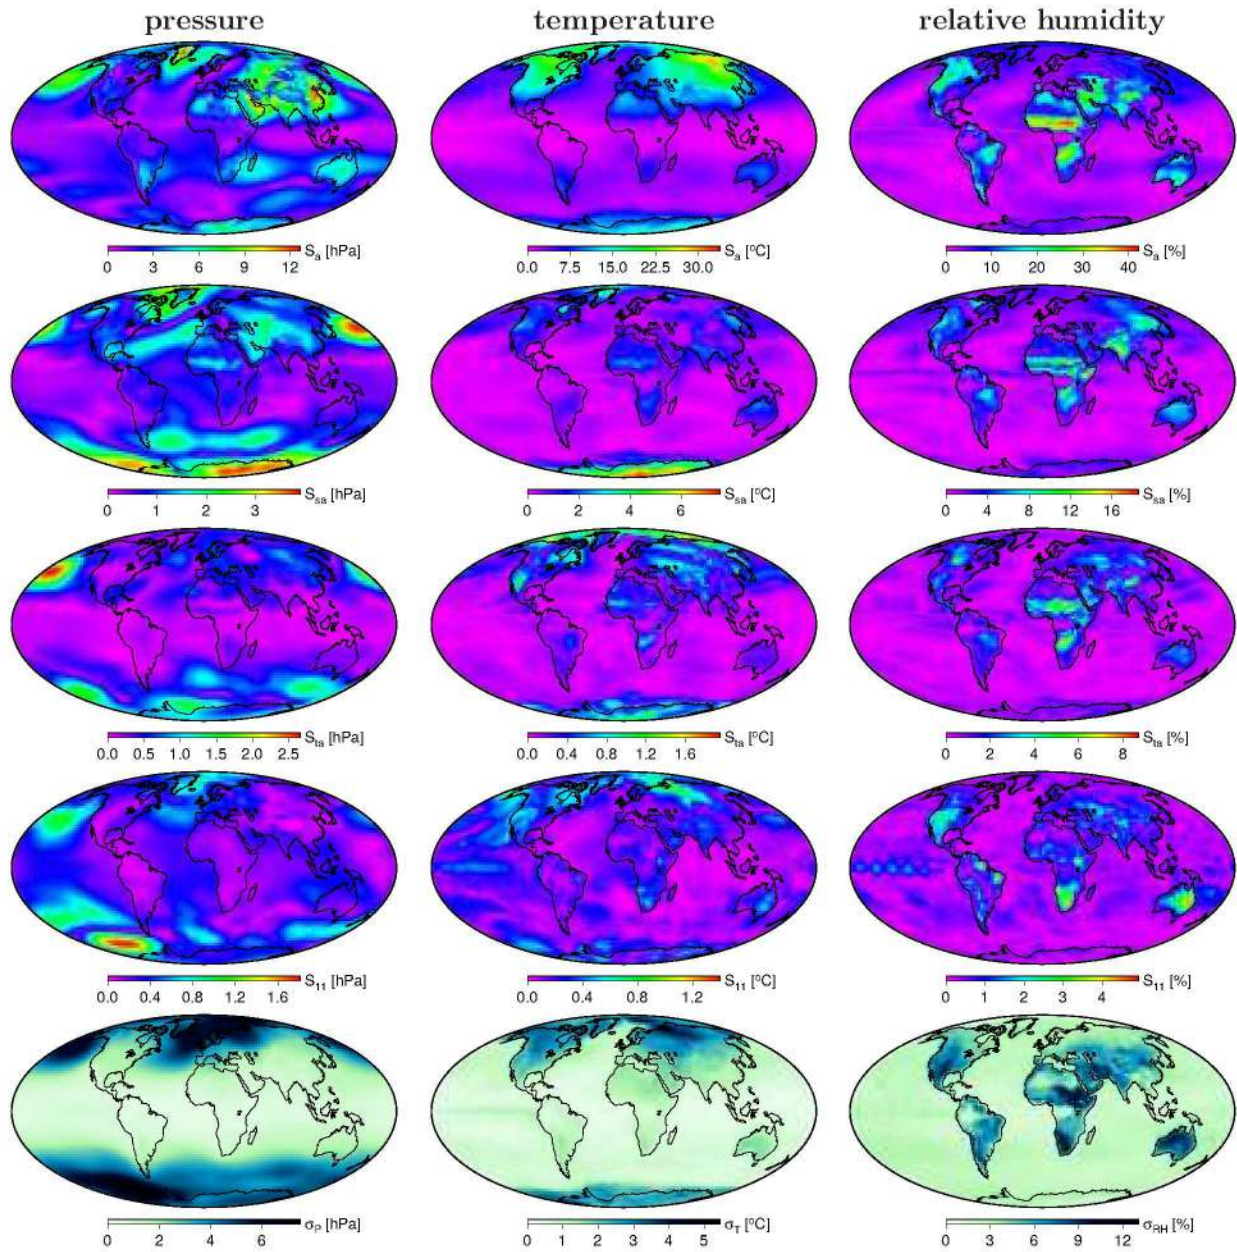 pressure temperature relative humidity
Sa [hPa] Sa [ºC] Sa [%]
0 3 6 9 12 0.0 7.5 15.0 22.5 30.0 0 10 20 30 40
Ssa [hPa] Ssa [ºC] Ssa [%]
0 1 2 3 0 2 4 6 0 4 8 12 16
Sta [hPa] Sta [ºC] Sta [%]
0.0 0.5 1.0 1.5 2.0 2.5 0.0 0.4 0.8 1.2 1.6 0 2 4 6 8
S11 [hPa] S11 [ºC] S11 [%]
0.0 0.4 0.8 1.2 1.6 0.0 0.4 0.8 1.2 0 1 2 3 4
σP [hPa] σT [ºC] σRH [%]
0 2 4 6 0 1 2 3 4 5 0 3 6 9 12